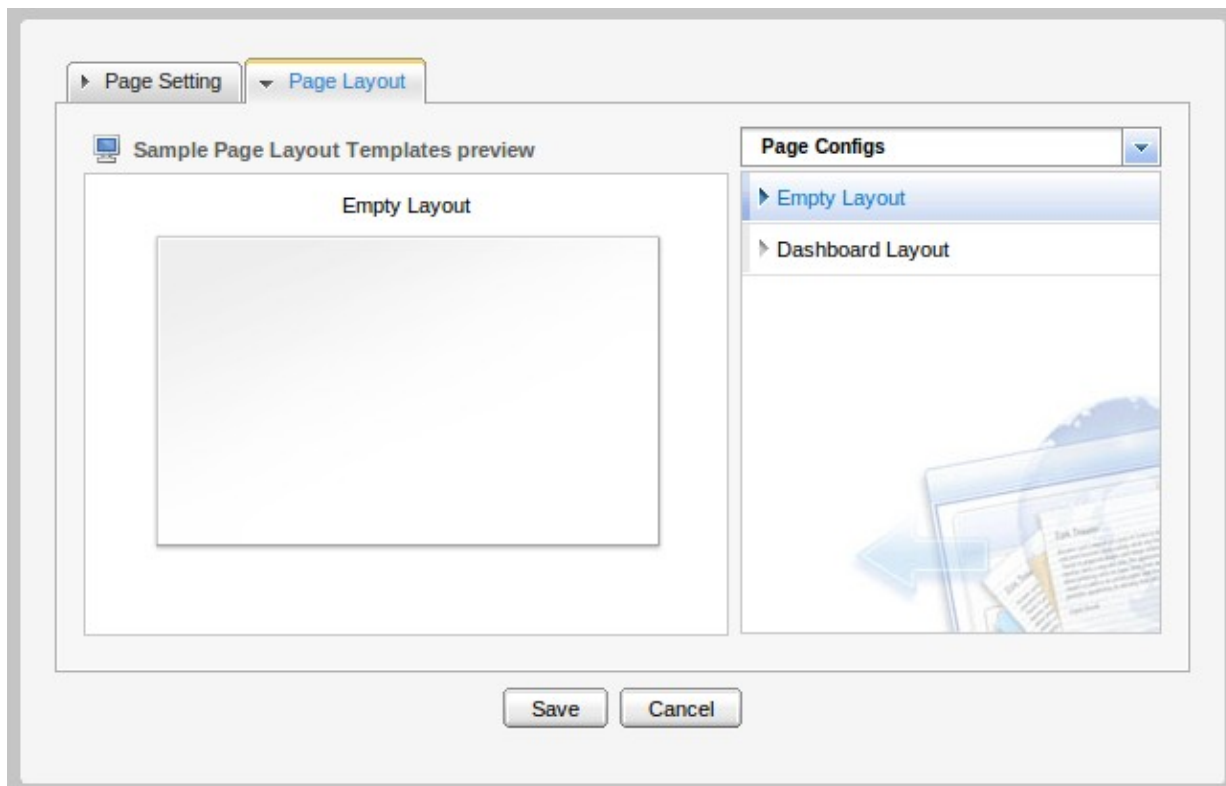 Page Setting
Page Layout
Sample Page Layout Templates preview
Page Configs
Empty Layout
Empty Layout
Dashboard Layout
Save
Cancel